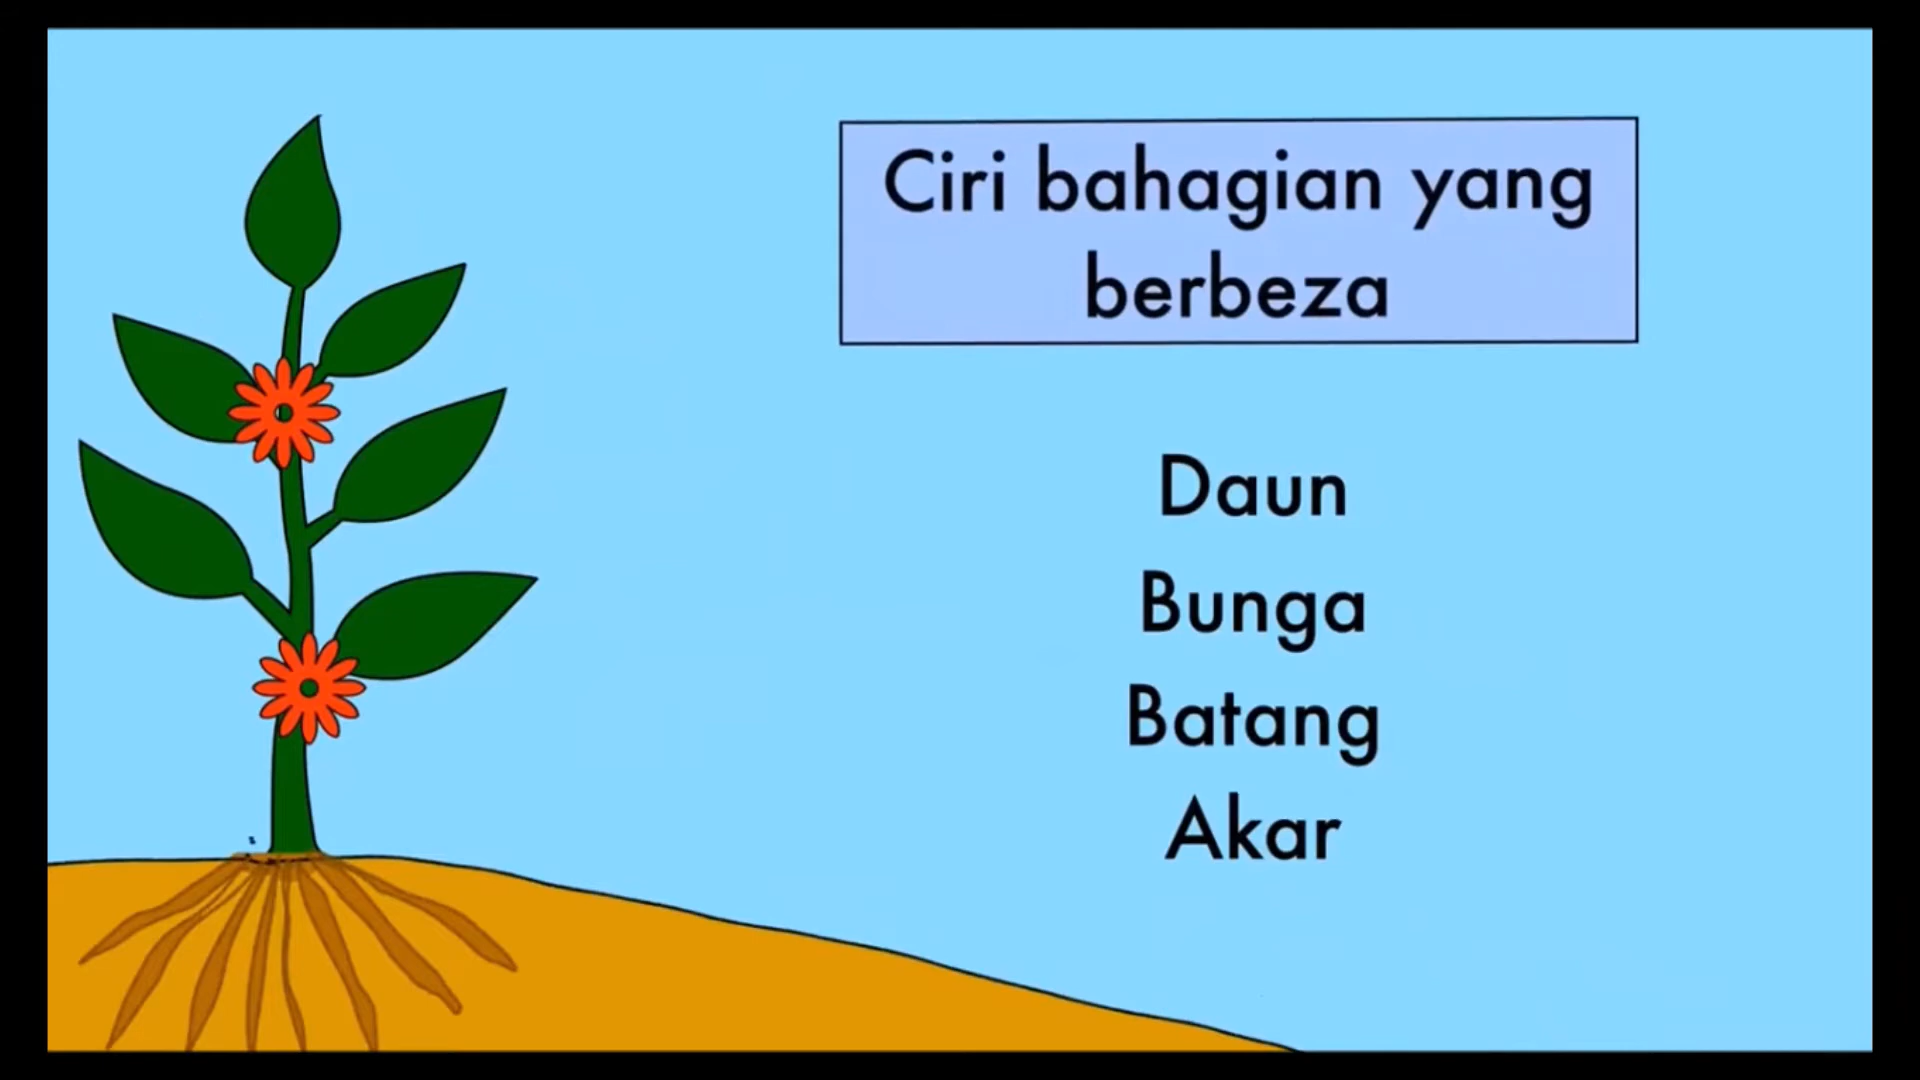 Ciri bahagian yang
berbeza
Daun
Bunga
Batang
Akar